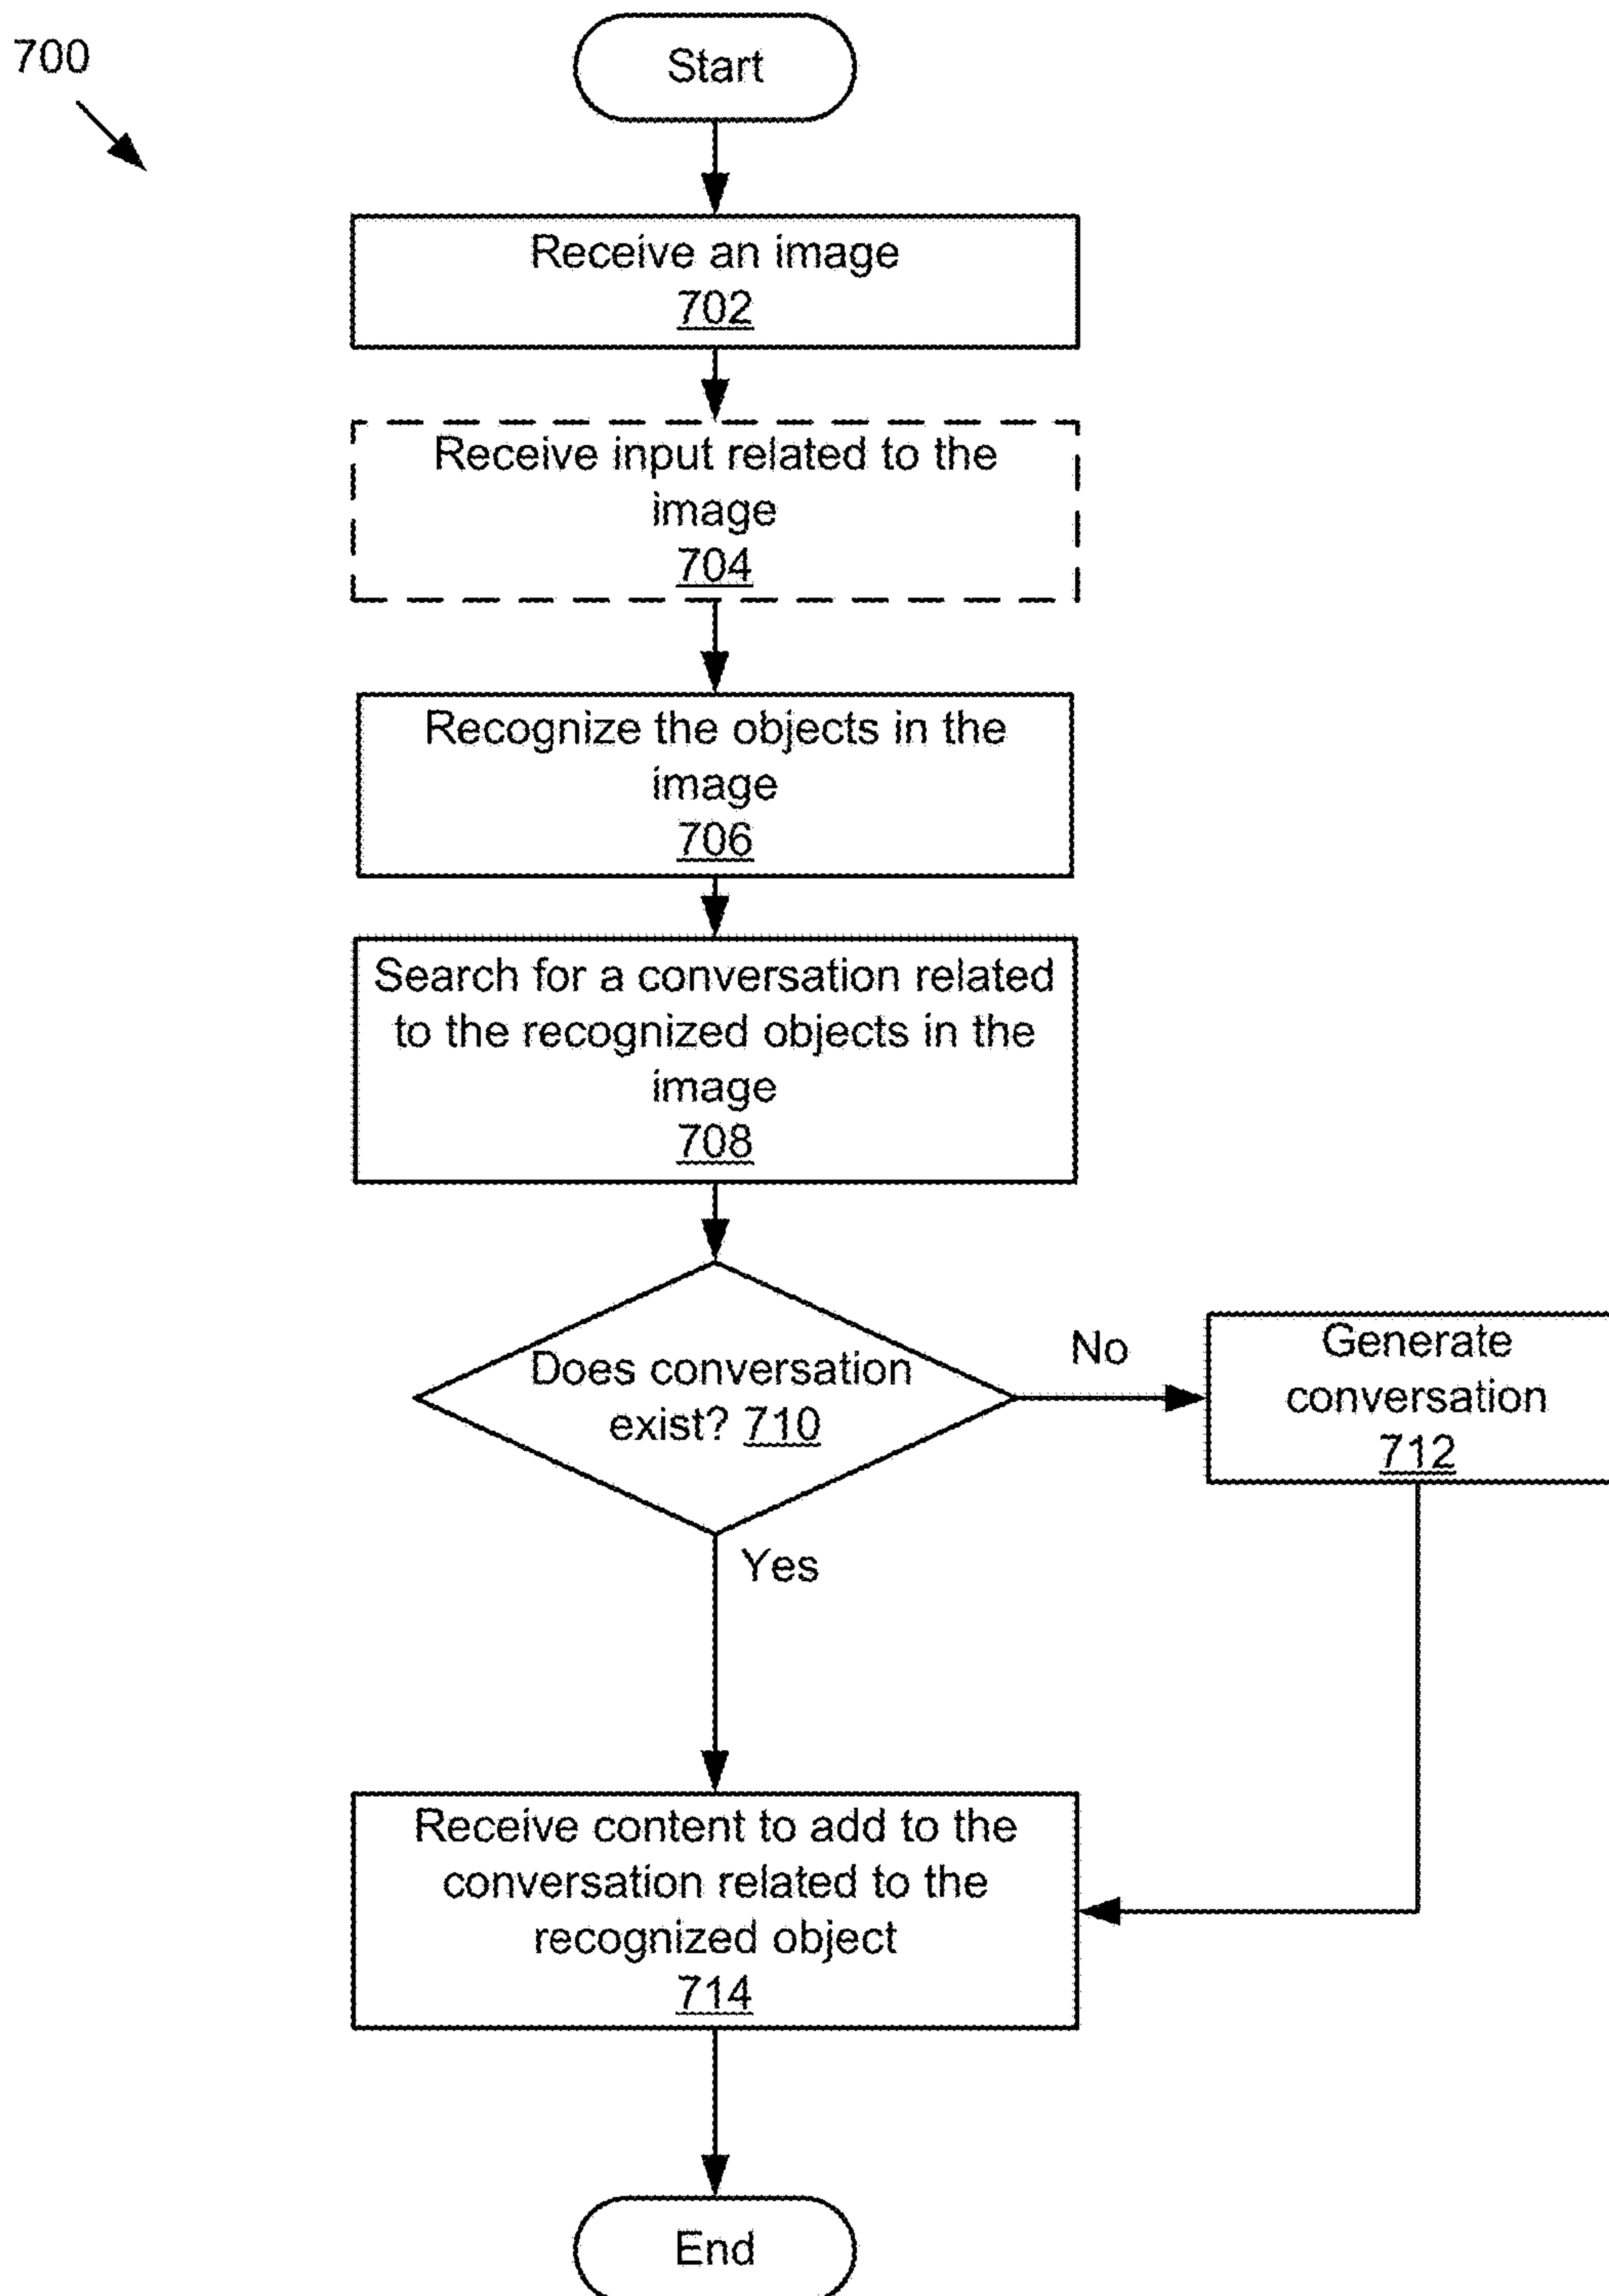 700
Start
Receive an image
702
Receive input related to the
image
704
Recognize the objects in the
image
706
Search for a conversation related
to the recognized objects in the
image
708
Does conversation
exist? 710
No
Generate
conversation
712
Yes
Receive content to add to the
conversation related to the
recognized object
714
End